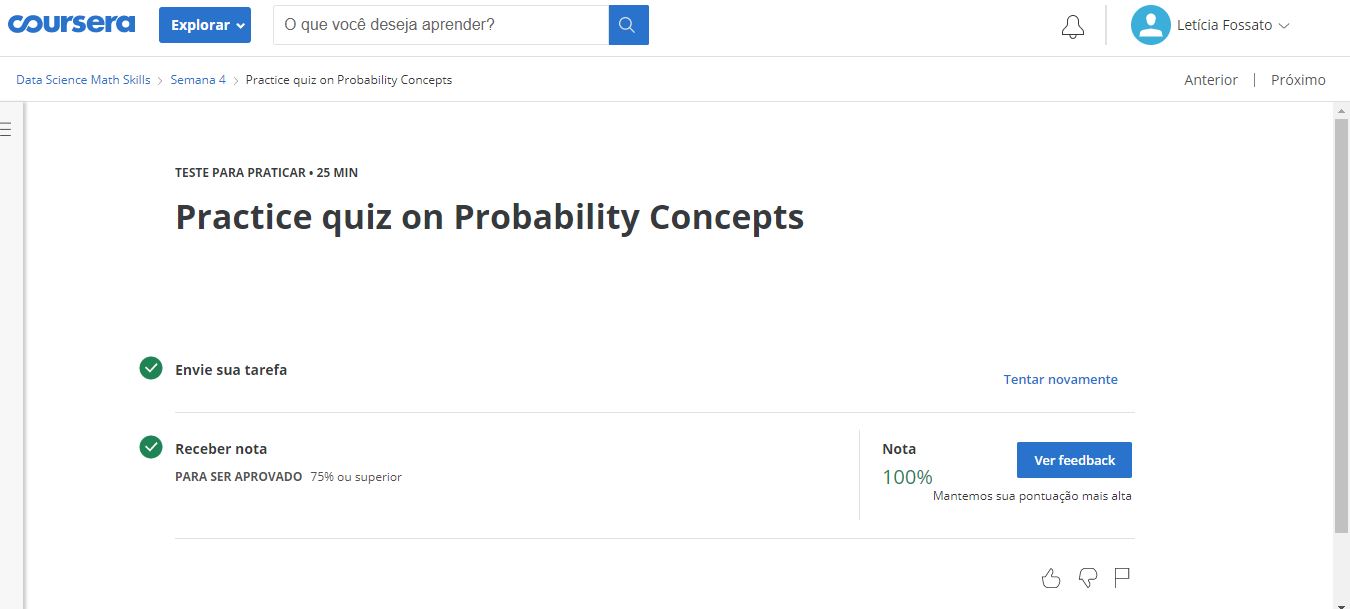 coursera
Explorar
O que você deseja aprender?
Letícia Fossato
Data Science Math Skills > Semana 4 > Practice quiz on Probability Concepts
Anterior | Próximo
TESTE PARA PRATICAR • 25 MIN
Practice quiz on Probability Concepts
Envie sua tarefa
Tentar novamente
Receber nota
PARA SER APROVADO 75% ou superior
Nota
100%
Ver feedback
Mantemos sua pontuação mais alta